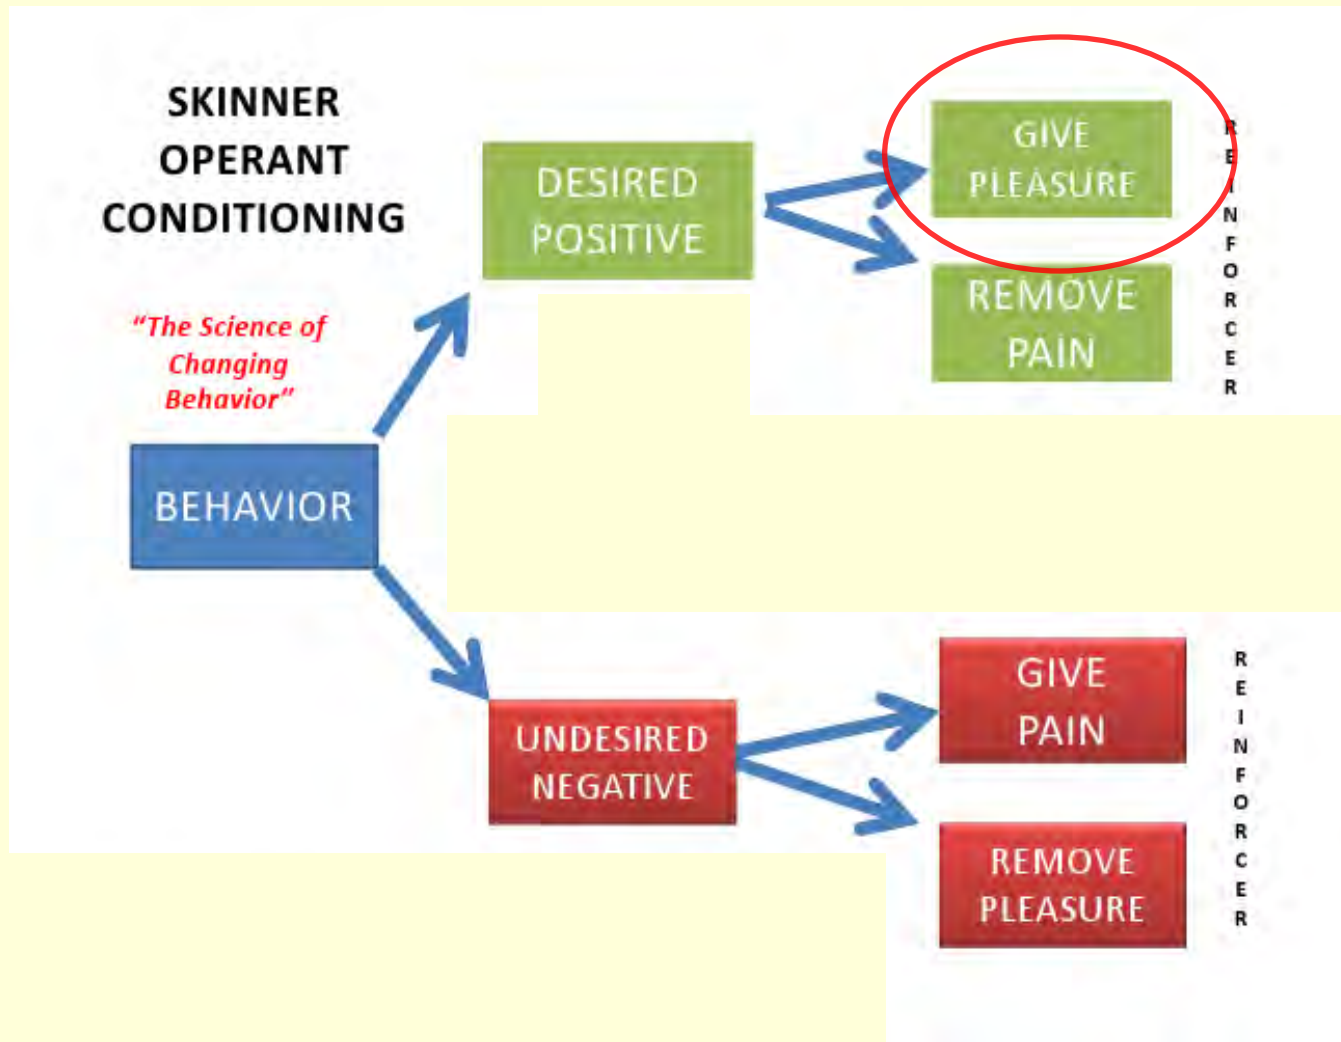 SKINNER
OPERANT
CONDITIONING
“The Science of
Changing
Behavior”
BEHAVIOR
DESIRED
POSITIVE
GIVE
PLEASURE
REMOVE
PAIN
REINFORCER
UNDESIRED
NEGATIVE
GIVE
PAIN
REMOVE
PLEASURE
REINFORCER